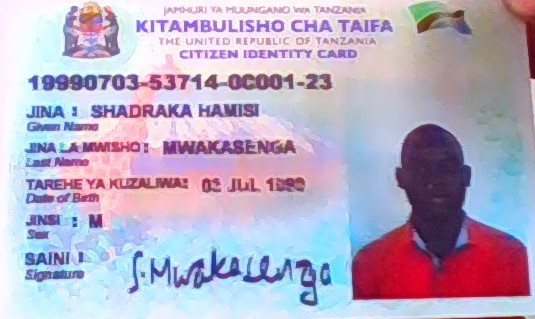 JAMHURI YA MUUNGANO WA TANZANIA
KITAMBULISHO CHA TAIFA
THE UNITED REPUBLIC OF TANZANIA
CITIZEN IDENTITY CARD
19990703-53714-00001-23
JINA : SHADRAKA HAMISI
Given Name
JINA LA MWISHO: MWAKASENGA
Last Name
TAREHE YA KUZALIWA: 03 JUL 1999
Date of Birth
JINSI : M
Sex
SAINI :
Signature
S.Mwakasenga